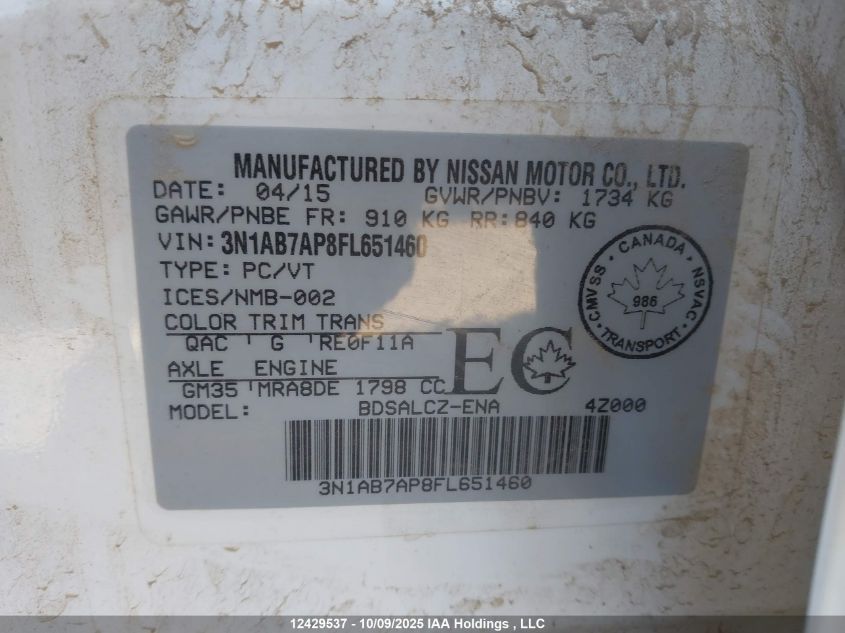 MANUFACTURED BY NISSAN MOTOR CO., LTD.
DATE: 04/15 GVWR/PNBV: 1734 KG
GAWR/PNBE FR: 910 KG RR:840 KG
VIN: 3N1AB7AP8FL651460
TYPE: PC/VT
ICES/NMB-002
COLOR TRIM TRANS
QAC G RE0F11A
AXLE ENGINE
GM35 MRA8DE 1798 CC
EC
MODEL: BDSALCZ-ENA 4Z000
3N1AB7AP8FL651460
CANADA
CMVSS 986 NSVAC
TRANSPORT
12429537 - 10/09/2025 IAA Holdings , LLC